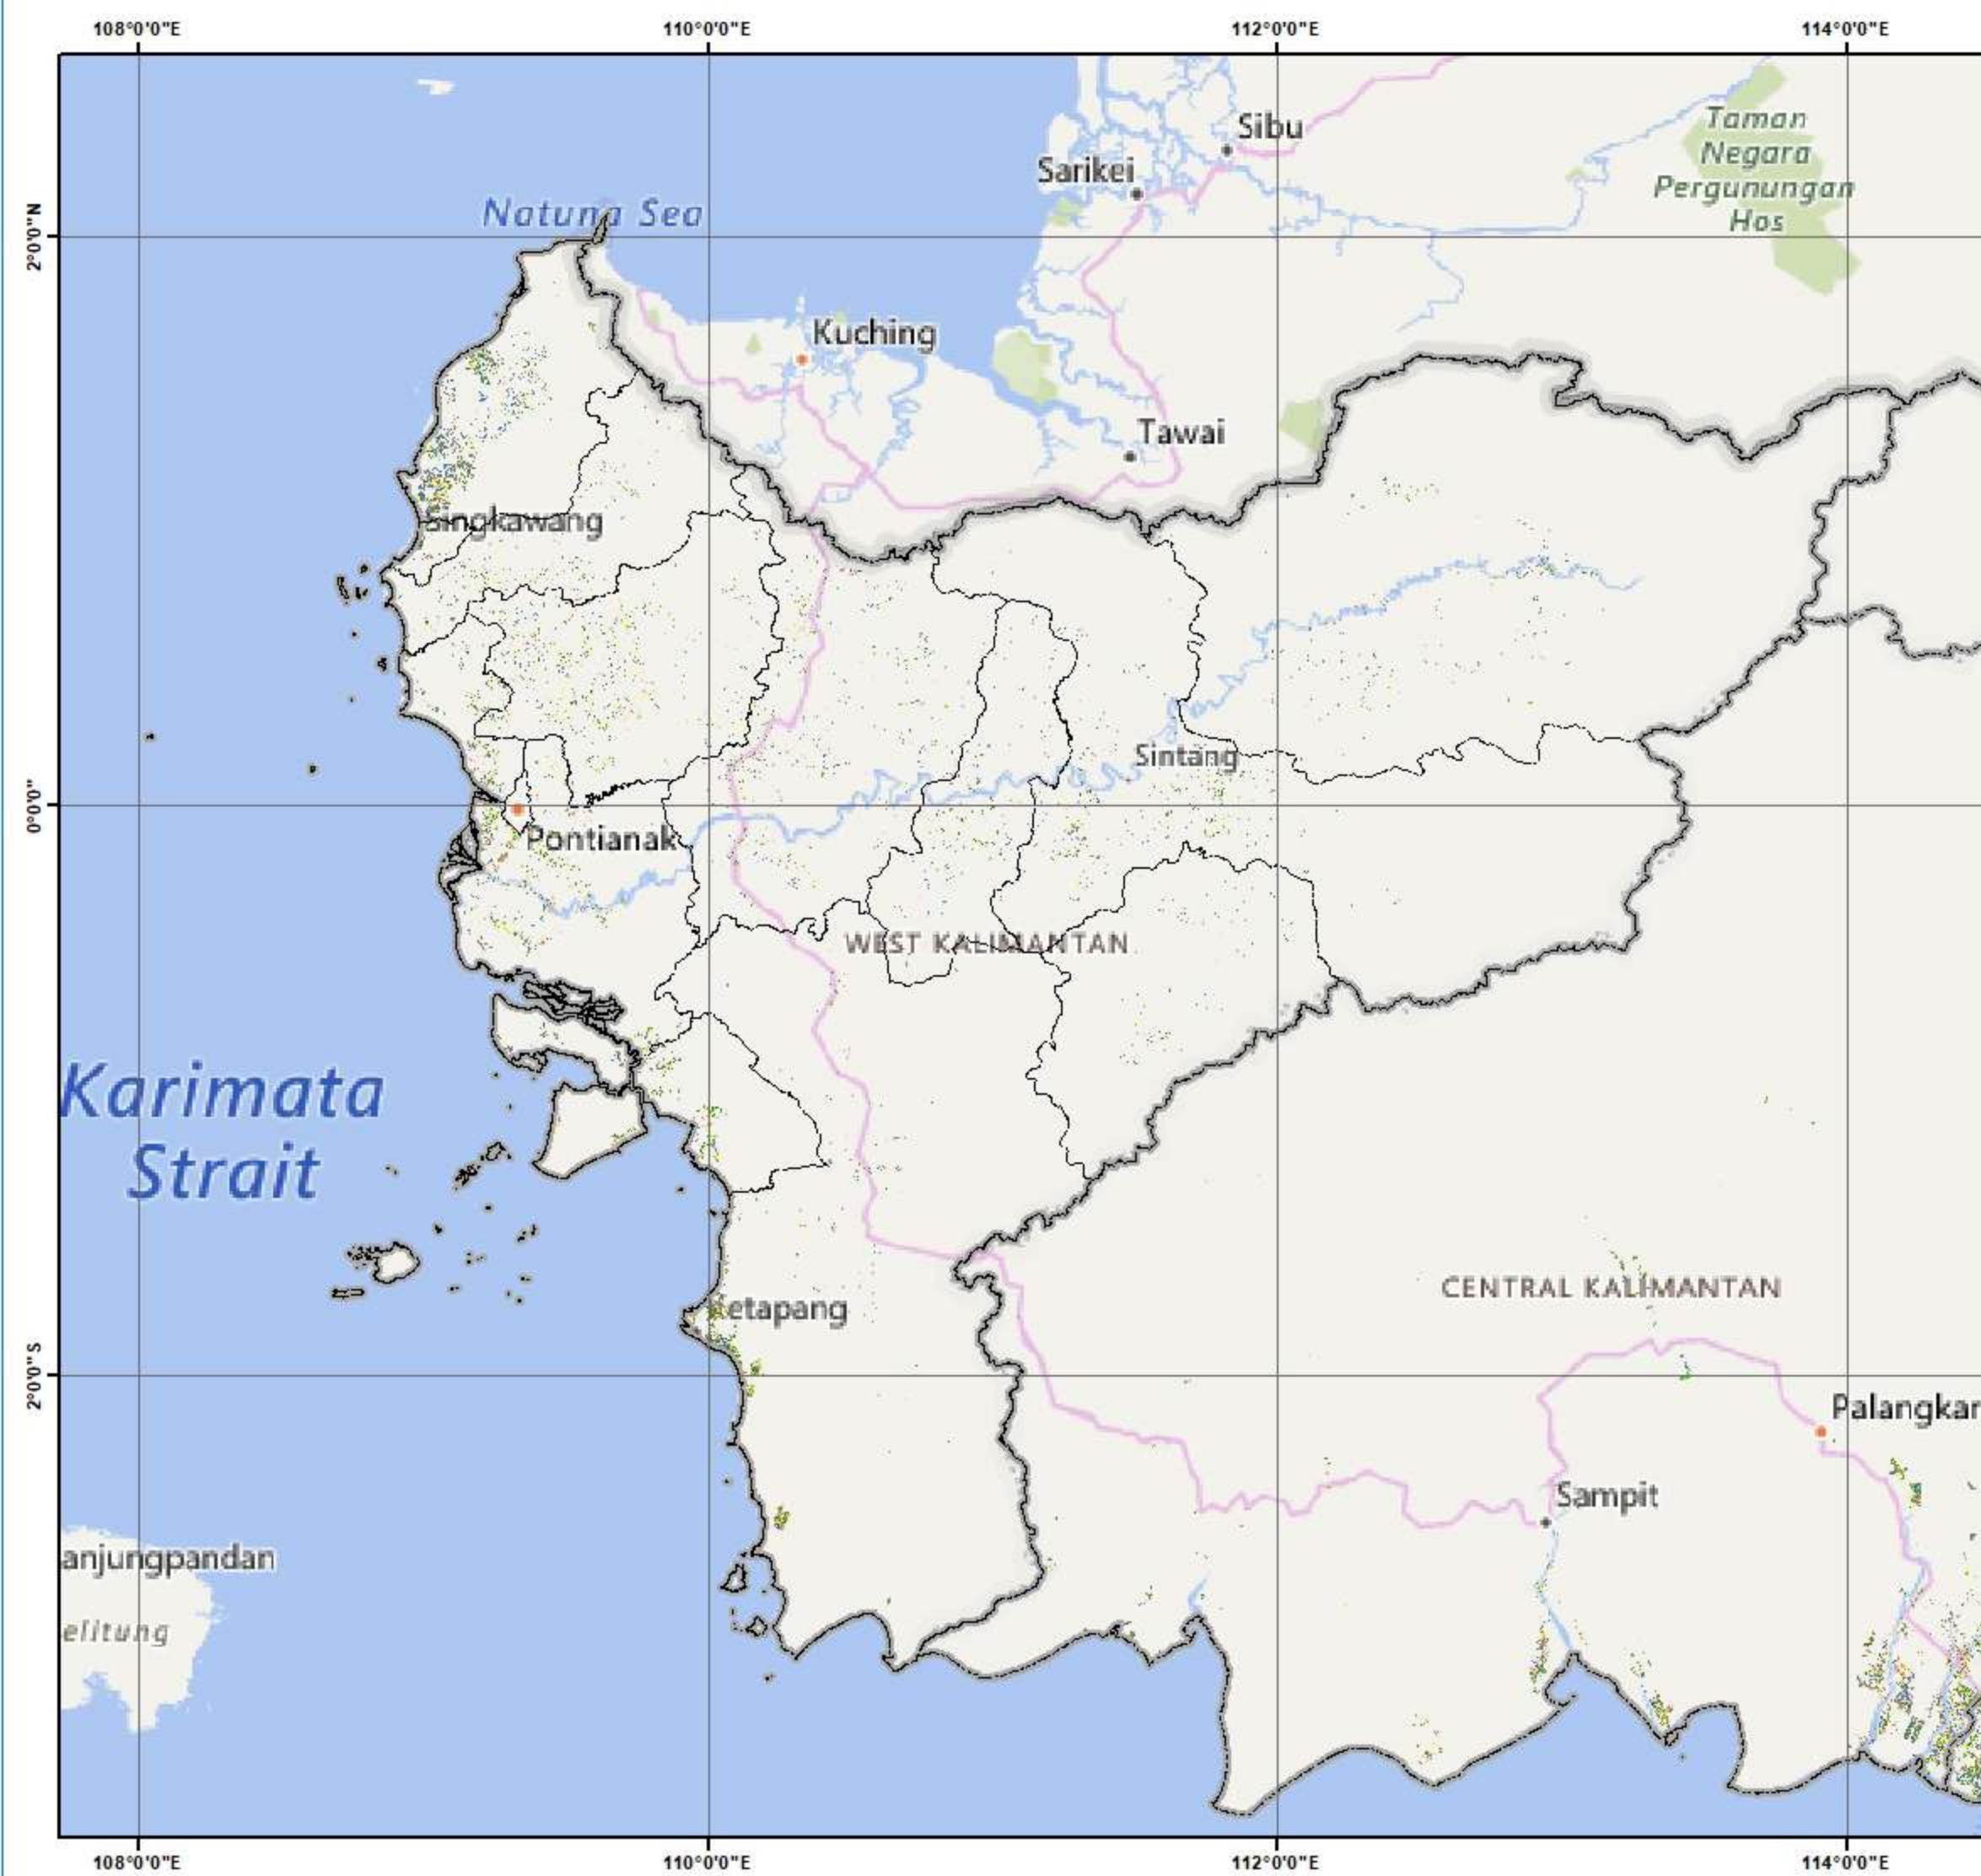 108°0'0"E
110°0'0"E
112°0'0"E
114°0'0"E
Sibu
Sarikei
Taman
Negara
Pergunungan
Hos
2°0'0"N
Natuna Sea
Kuching
Tawai
Singkawang
Sintang
0°0'0"
Pontianak
WEST KALIMANTAN
Karimata
Strait
CENTRAL KALIMANTAN
etapang
2°0'0"S
Palangkar
Sampit
anjungpandan
elitung
108°0'0"E
110°0'0"E
112°0'0"E
114°0'0"E